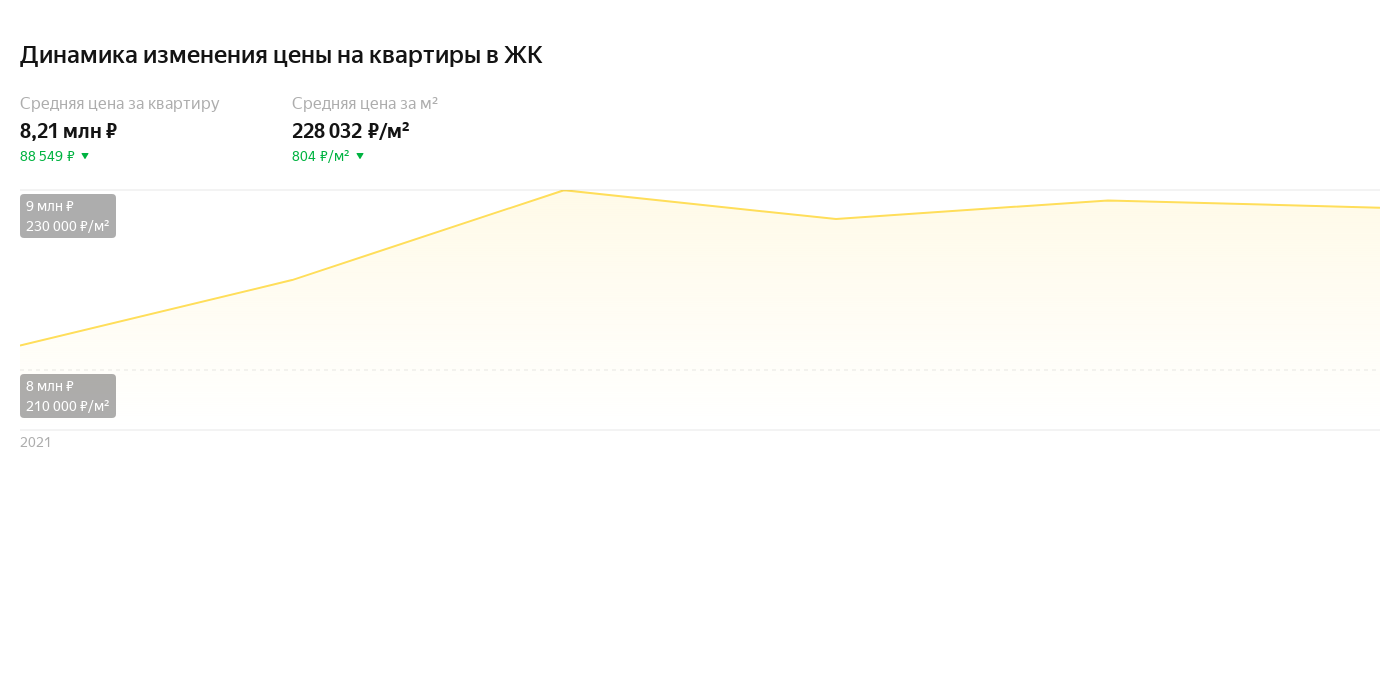 Динамика изменения цены на квартиры в ЖК
Средняя цена за квартиру
Средняя цена за м²
8,21 млн ₽
228 032 ₽/м²
88 549 ₽
804 ₽/м²
9 млн ₽
230 000 ₽/м²
8 млн ₽
210 000 ₽/м²
2021